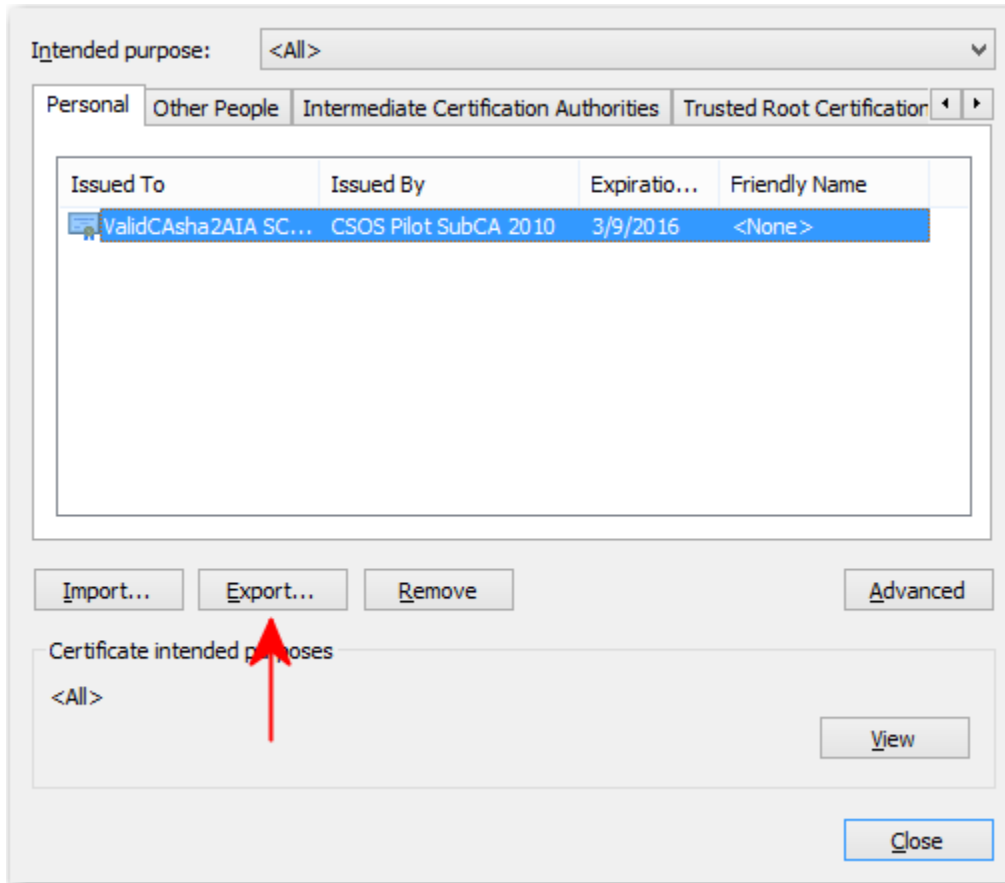 Intended purpose: <All>
Personal Other People Intermediate Certification Authorities Trusted Root Certification
Issued To Issued By Expiratio... Friendly Name
ValidCAsha2AIA SC... CSOS Pilot SubCA 2010 3/9/2016 <None>
Import... Export... Remove Advanced
Certificate intended purposes
<All>
View
Close